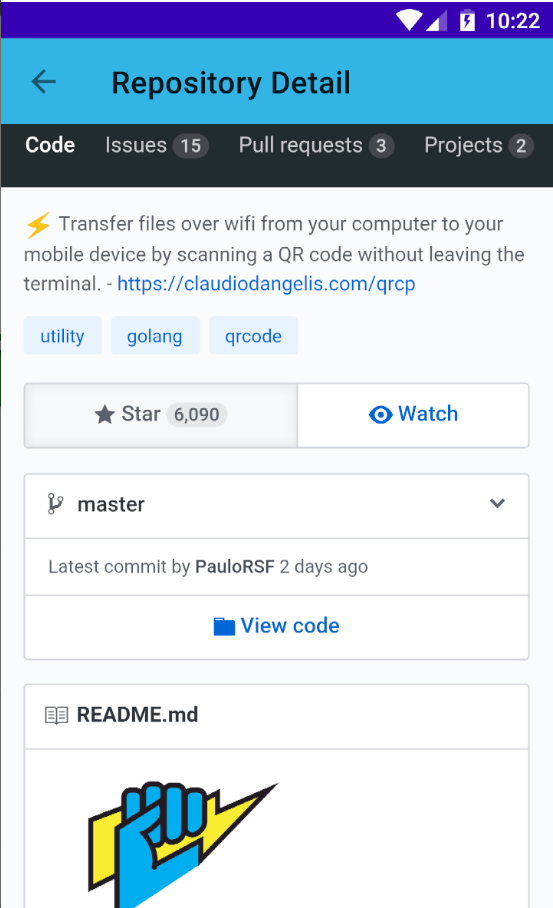 10:22
Repository Detail
Code Issues 15 Pull requests 3 Projects 2
⚡ Transfer files over wifi from your computer to your
mobile device by scanning a QR code without leaving the
terminal. - https://claudiodangelis.com/qrcp
utility golang qrcode
Star 6,090 Watch
master
Latest commit by PauloRSF 2 days ago
View code
README.md